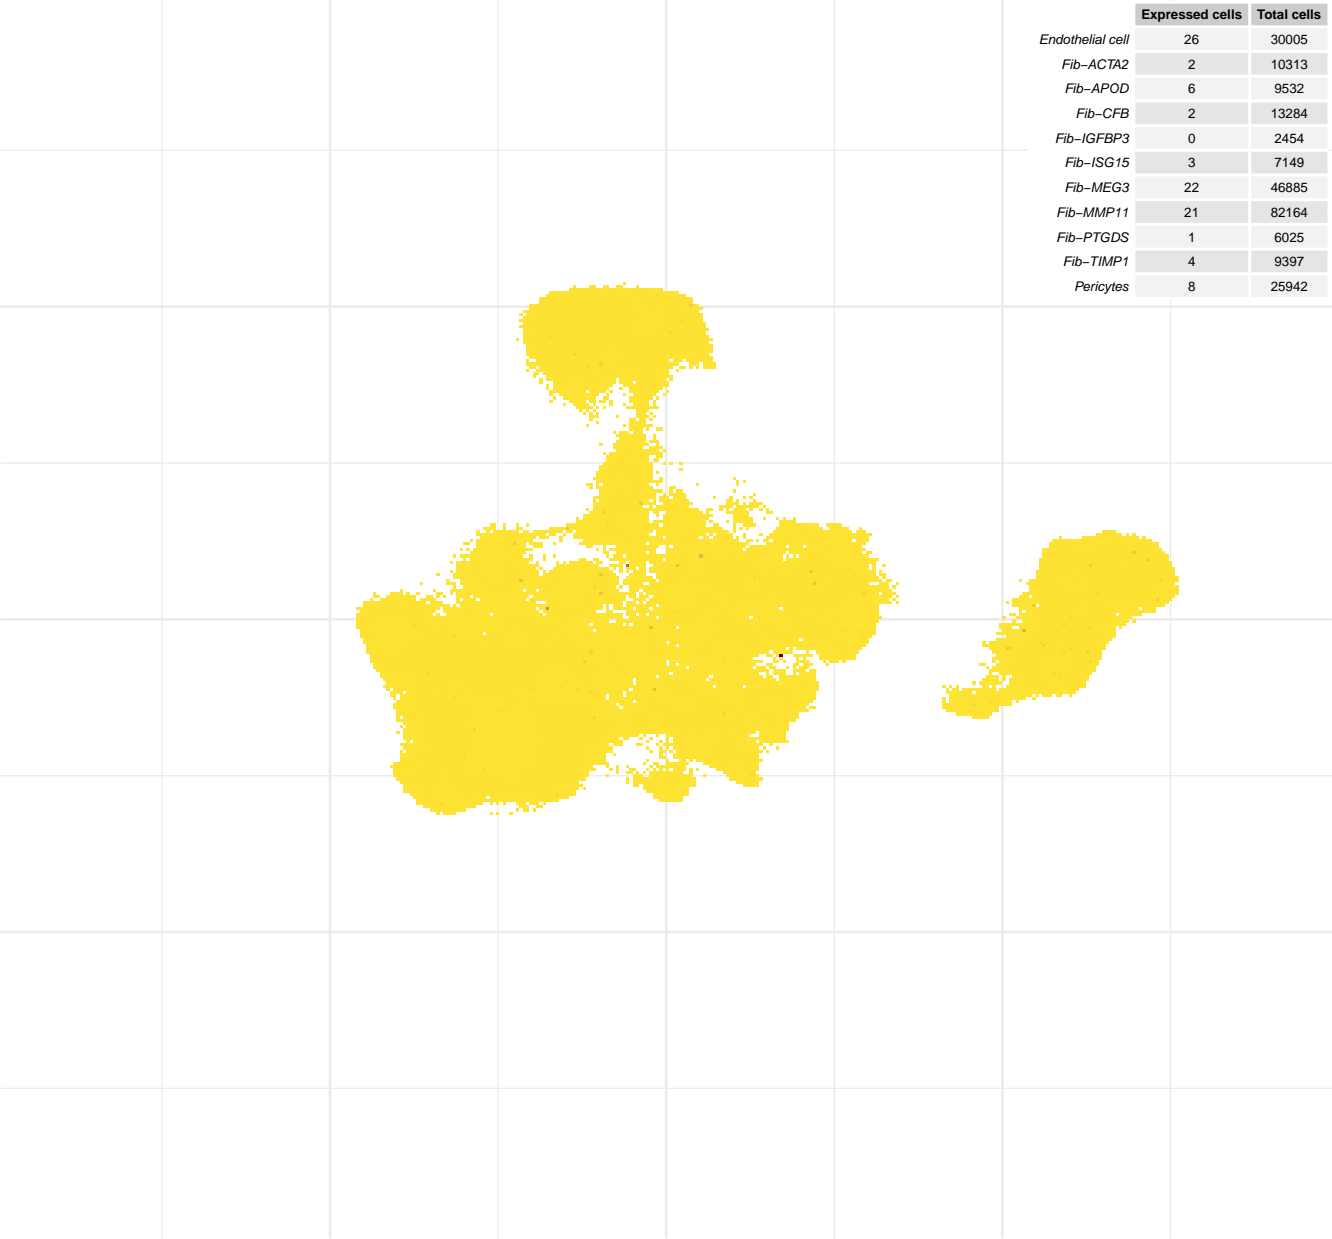 Expressed cells Total cells
Endothelial cell 26 30005
Fib−ACTA2 2 10313
Fib−APOD 6 9532
Fib−CFB 2 13284
Fib−IGFBP3 0 2454
Fib−ISG15 3 7149
Fib−MEG3 22 46885
Fib−MMP11 21 82164
Fib−PTGDS 1 6025
Fib−TIMP1 4 9397
Pericytes 8 25942